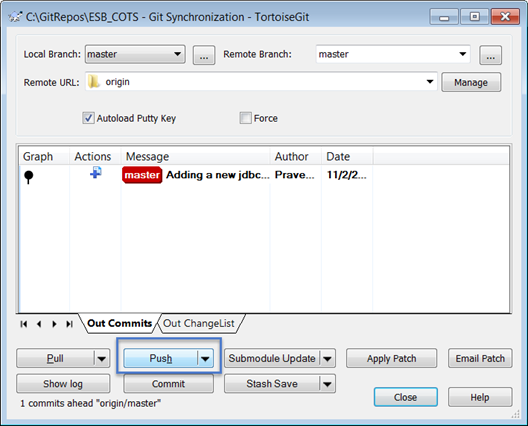 C:\GitRepos\ESB_COTS - Git Synchronization - TortoiseGit
Local Branch: master ... Remote Branch: master ...
Remote URL: origin Manage
Autoload Putty Key Force
Graph Actions Message Author Date
master Adding a new jdbc... Prave... 11/2/2...
Out Commits Out ChangeList
Pull Push Submodule Update Apply Patch Email Patch
Show log Commit Stash Save
Close Help
1 commits ahead "origin/master"